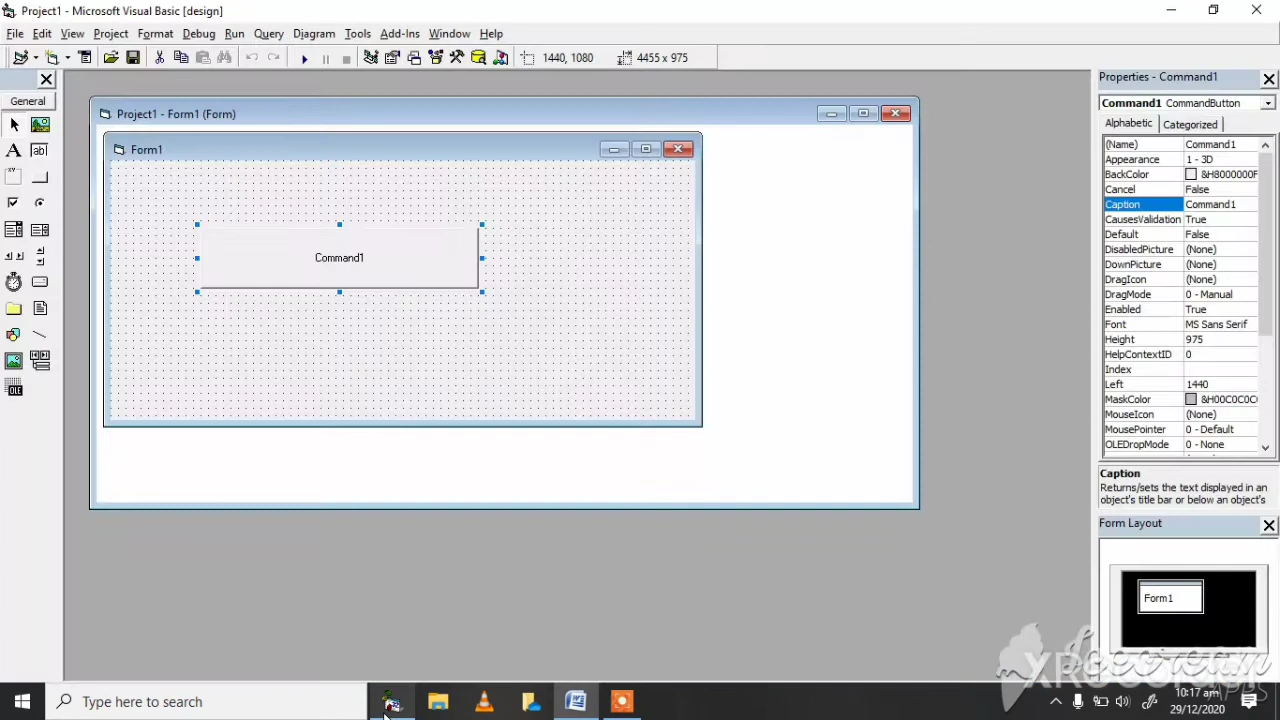 Project1 - Microsoft Visual Basic [design]
File Edit View Project Format Debug Run Query Diagram Tools Add-Ins Window Help
1440, 1080 4455 x 975
General
Project1 - Form1 (Form)
Form1
Command1
Properties - Command1
Command1 CommandButton
Alphabetic Categorized
(Name) Command1
Appearance 1 - 3D
BackColor &H8000000F
Cancel False
Caption Command1
CausesValidation True
Default False
DisabledPicture (None)
DownPicture (None)
DragIcon (None)
DragMode 0 - Manual
Enabled True
Font MS Sans Serif
Height 975
HelpContextID 0
Index
Left 1440
MaskColor &H00C0C0C
MouseIcon (None)
MousePointer 0 - Default
OLEDropMode 0 - None
Caption
Returns/sets the text displayed in an
object's title bar or below an object's
Form Layout
Form1
Type here to search
10:17 am
29/12/2020